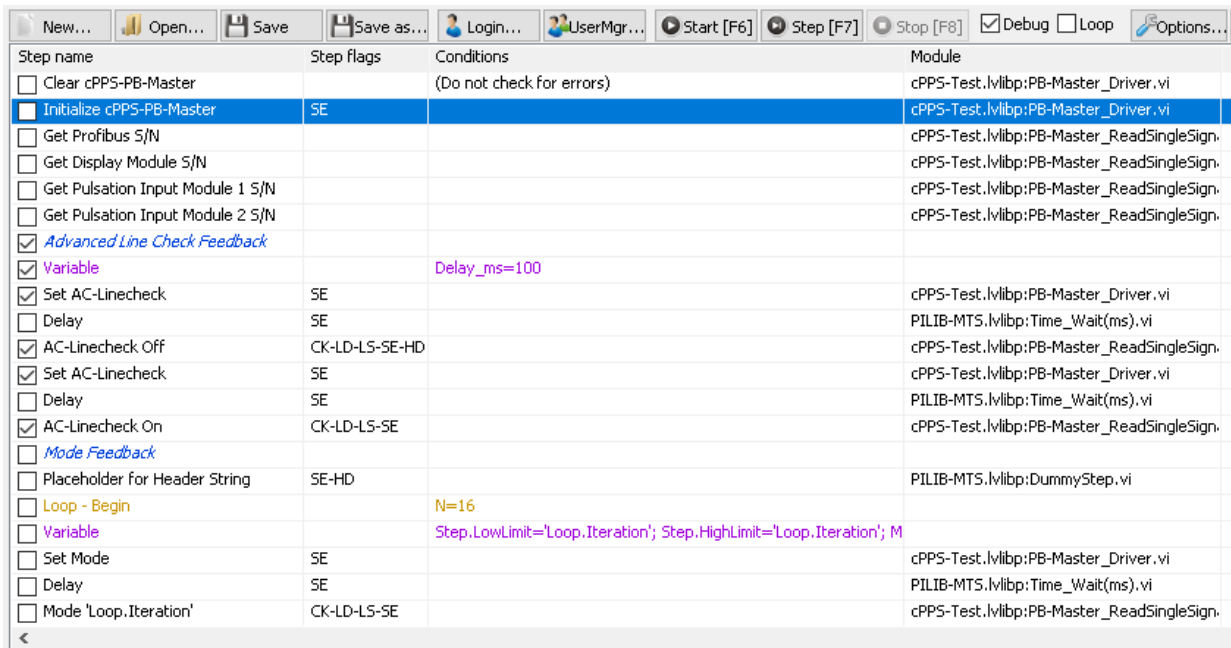 New... Open... Save Save as... Login... UserMgr... Start [F6] Step [F7] Stop [F8] Debug Loop Options...
Step name Step flags Conditions Module
Clear cPPS-PB-Master (Do not check for errors) cPPS-Test.lvlibp:PB-Master_Driver.vi
Initialize cPPS-PB-Master SE cPPS-Test.lvlibp:PB-Master_Driver.vi
Get Profibus S/N cPPS-Test.lvlibp:PB-Master_ReadSingleSign
Get Display Module S/N cPPS-Test.lvlibp:PB-Master_ReadSingleSign
Get Pulsation Input Module 1 S/N cPPS-Test.lvlibp:PB-Master_ReadSingleSign
Get Pulsation Input Module 2 S/N cPPS-Test.lvlibp:PB-Master_ReadSingleSign
Advanced Line Check Feedback
Variable Delay_ms=100
Set AC-Linecheck SE cPPS-Test.lvlibp:PB-Master_Driver.vi
Delay SE PILIB-MTS.lvlibp:Time_Wait(ms).vi
AC-Linecheck Off CK-LD-LS-SE-HD cPPS-Test.lvlibp:PB-Master_ReadSingleSign
Set AC-Linecheck SE cPPS-Test.lvlibp:PB-Master_Driver.vi
Delay SE PILIB-MTS.lvlibp:Time_Wait(ms).vi
AC-Linecheck On CK-LD-LS-SE cPPS-Test.lvlibp:PB-Master_ReadSingleSign
Mode Feedback
Placeholder for Header String SE-HD PILIB-MTS.lvlibp:DummyStep.vi
Loop - Begin N=16
Variable Step.LowLimit='Loop.Iteration'; Step.HighLimit='Loop.Iteration'; M
Set Mode SE cPPS-Test.lvlibp:PB-Master_Driver.vi
Delay SE PILIB-MTS.lvlibp:Time_Wait(ms).vi
Mode 'Loop.Iteration' CK-LD-LS-SE cPPS-Test.lvlibp:PB-Master_ReadSingleSign